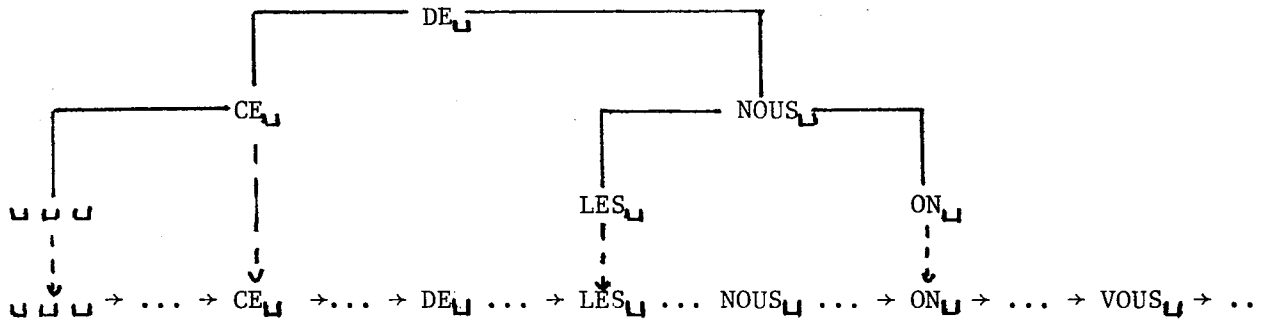 DE␣
CE␣ NOUS␣
␣ ␣ ␣ LES␣ ON␣
␣ ␣ ␣ → ... → CE␣ →... → DE␣ ... → LES␣ ... NOUS␣ ... → ON␣ → ... → VOUS␣ → ..